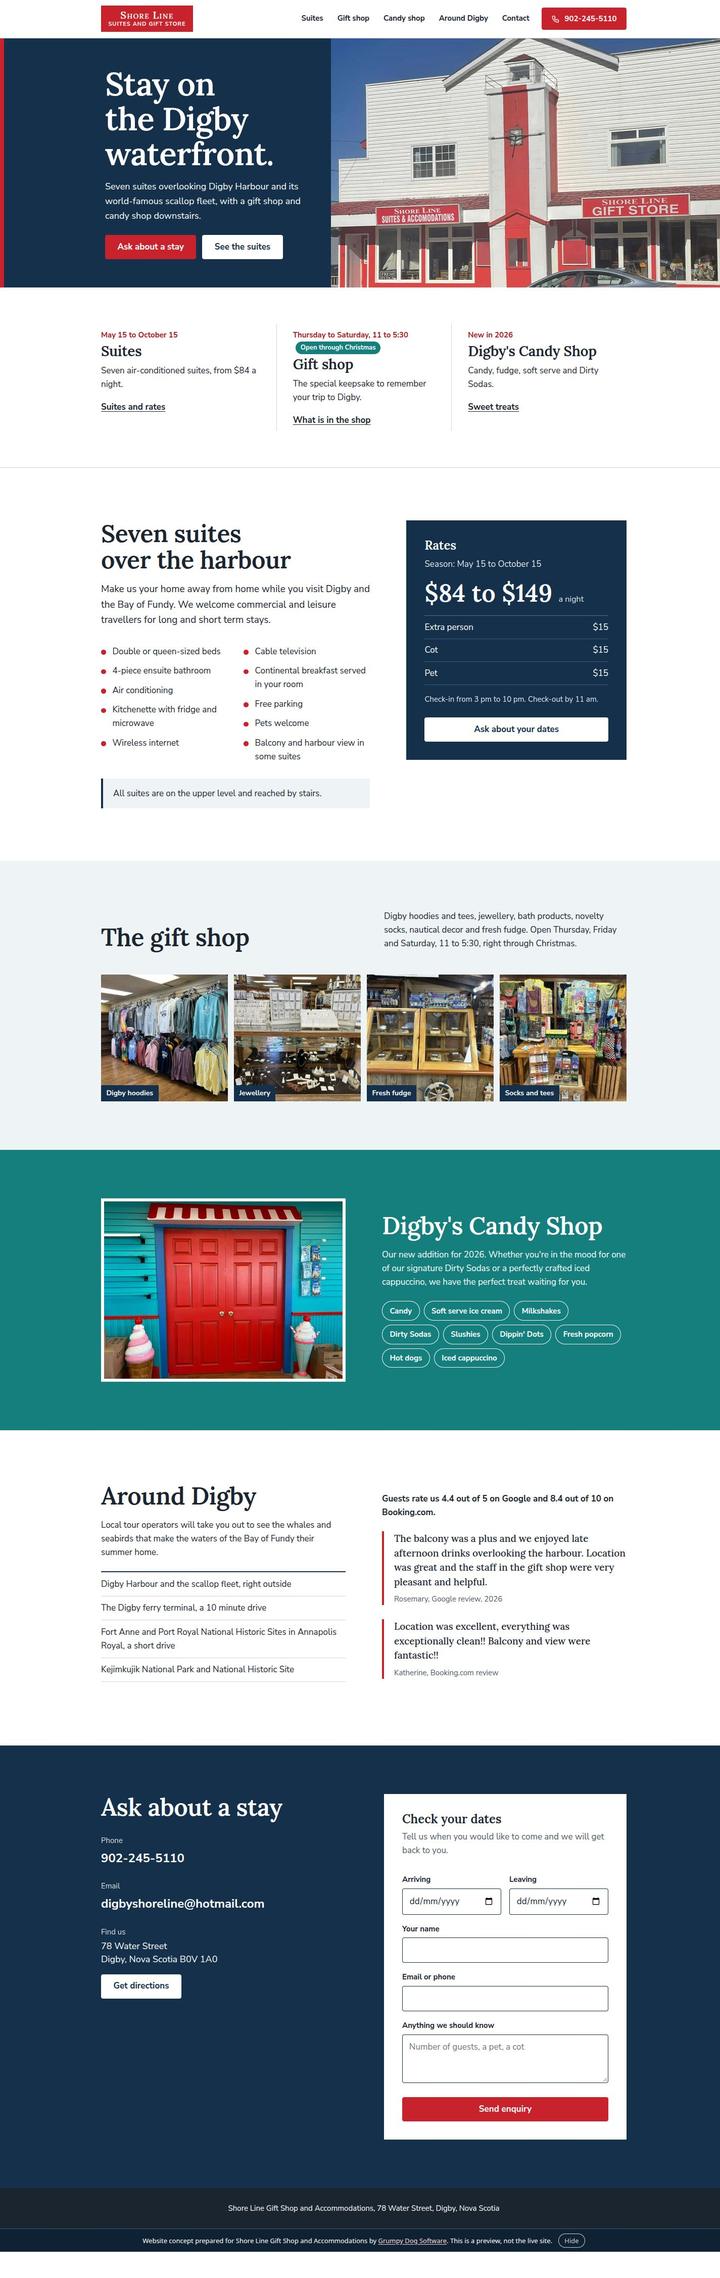 SHORE LINE
SUITES AND GIFT STORE
Suites
Gift shop
Candy shop
Around Digby
Contact
902-245-5110
Stay on
the Digby
waterfront.
Seven suites overlooking Digby Harbour and its
world-famous scallop fleet, with a gift shop and
candy shop downstairs.
Ask about a stay
See the suites
SHORE LINE
SUITES & ACCOMODATIONS
SHORE LINE
GIFT STORE
May 15 to October 15
Suites
Seven air-conditioned suites, from $84 a
night.
Suites and rates
Thursday to Saturday, 11 to 5:30
Open through Christmas
Gift shop
The special keepsake to remember
your trip to Digby.
What is in the shop
New in 2026
Digby's Candy Shop
Candy, fudge, soft serve and Dirty
Sodas.
Sweet treats
Seven suites
over the harbour
Make us your home away from home while you visit Digby and
the Bay of Fundy. We welcome commercial and leisure
travellers for long and short term stays.
Double or queen-sized beds
4-piece ensuite bathroom
Air conditioning
Kitchenette with fridge and
microwave
Wireless internet
Cable television
Continental breakfast served
in your room
Free parking
Pets welcome
Balcony and harbour view in
some suites
All suites are on the upper level and reached by stairs.
Rates
Season: May 15 to October 15
$84 to $149 a night
Extra person $15
Cot $15
Pet $15
Check-in from 3 pm to 10 pm. Check-out by 11 am.
Ask about your dates
The gift shop
Digby hoodies and tees, jewellery, bath products, novelty
socks, nautical decor and fresh fudge. Open Thursday, Friday
and Saturday, 11 to 5:30, right through Christmas.
Digby hoodies
Jewellery
Fresh fudge
Socks and tees
Digby's Candy Shop
Our new addition for 2026. Whether you're in the mood for one
of our signature Dirty Sodas or a perfectly crafted iced
cappuccino, we have the perfect treat waiting for you.
Candy
Soft serve ice cream
Milkshakes
Dirty Sodas
Slushies
Dippin' Dots
Fresh popcorn
Hot dogs
Iced cappuccino
Around Digby
Local tour operators will take you out to see the whales and
seabirds that make the waters of the Bay of Fundy their
summer home.
Digby Harbour and the scallop fleet, right outside
The Digby ferry terminal, a 10 minute drive
Fort Anne and Port Royal National Historic Sites in Annapolis
Royal, a short drive
Kejimkujik National Park and National Historic Site
Guests rate us 4.4 out of 5 on Google and 8.4 out of 10 on
Booking.com.
The balcony was a plus and we enjoyed late
afternoon drinks overlooking the harbour. Location
was great and the staff in the gift shop were very
pleasant and helpful.
Rosemary, Google review, 2026
Location was excellent, everything was
exceptionally clean!! Balcony and view were
fantastic!!
Katherine, Booking.com review
Ask about a stay
Phone
902-245-5110
Email
digbyshoreline@hotmail.com
Find us
78 Water Street
Digby, Nova Scotia B0V 1A0
Get directions
Check your dates
Tell us when you would like to come and we will get
back to you.
Arriving
Leaving
dd/mm/yyyy
dd/mm/yyyy
Your name
Email or phone
Anything we should know
Number of guests, a pet, a cot
Send enquiry
Shore Line Gift Shop and Accommodations, 78 Water Street, Digby, Nova Scotia
Website concept prepared for Shore Line Gift Shop and Accommodations by Grumpy Dog Software. This is a preview, not the live site.
Hide